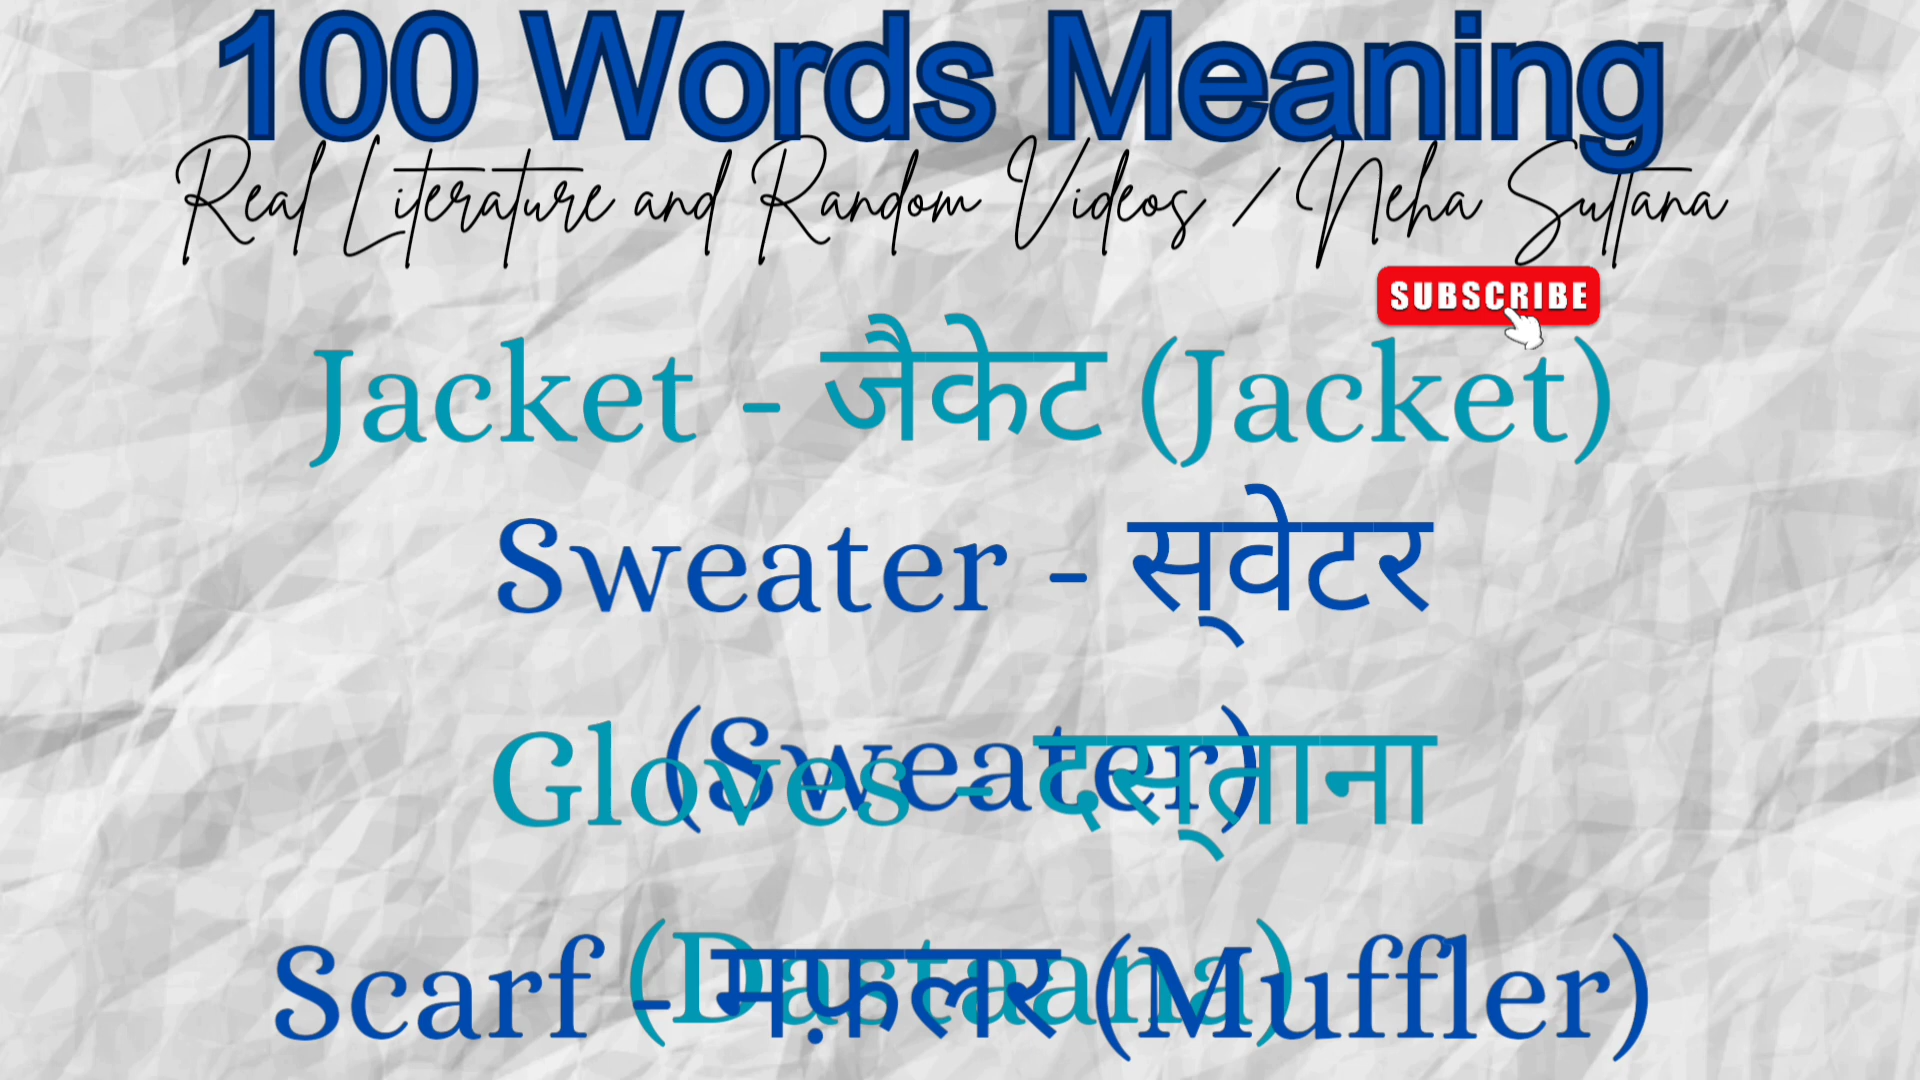 100 Words Meaning
Real Literature and Random Videos / Neha Sultana
SUBSCRIBE
Jacket - जैकेट (Jacket)
Sweater - स्‌वेटर
(Sweater)
Gloves - दस्‌ताना
(Dastaana)
Scarf - मफ़लर (Muffler)